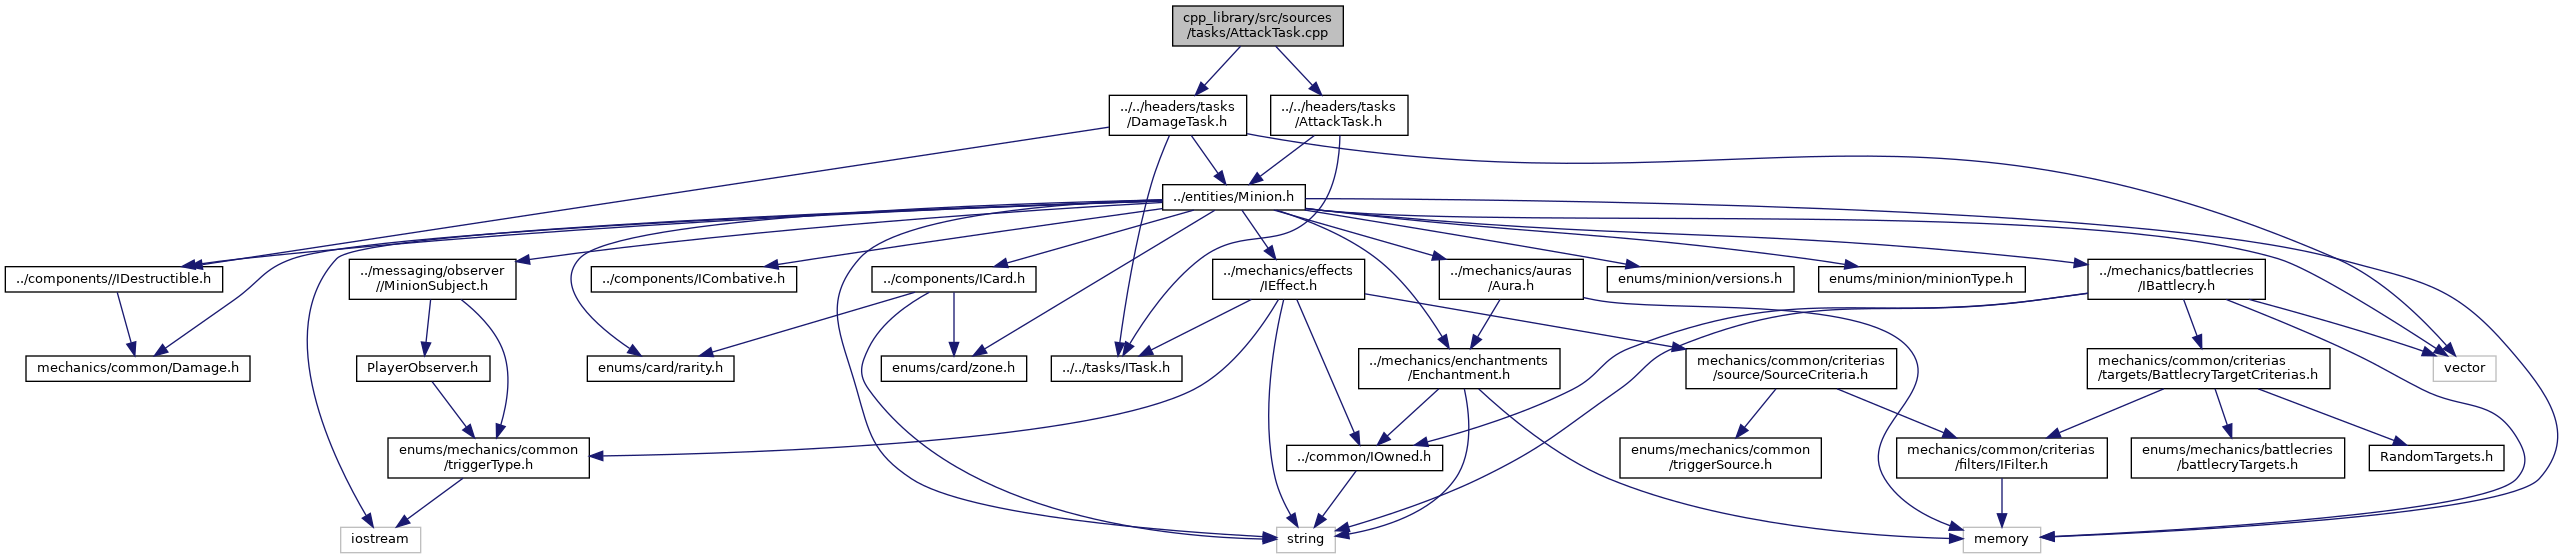 cpp_library/src/sources
/tasks/AttackTask.cpp
../../headers/tasks
/DamageTask.h
../../headers/tasks
/AttackTask.h
../entities/Minion.h
../components//IDestructible.h
../messaging/observer
//MinionSubject.h
../components/ICombative.h
../components/ICard.h
../mechanics/effects
/IEffect.h
../mechanics/auras
/Aura.h
enums/minion/versions.h
enums/minion/minionType.h
../mechanics/battlecries
/IBattlecry.h
mechanics/common/Damage.h
PlayerObserver.h
enums/card/rarity.h
enums/card/zone.h
../../tasks/ITask.h
../mechanics/enchantments
/Enchantment.h
mechanics/common/criterias
/source/SourceCriteria.h
mechanics/common/criterias
/targets/BattlecryTargetCriterias.h
vector
enums/mechanics/common
/triggerType.h
../common/IOwned.h
enums/mechanics/common
/triggerSource.h
mechanics/common/criterias
/filters/IFilter.h
enums/mechanics/battlecries
/battlecryTargets.h
RandomTargets.h
iostream
string
memory